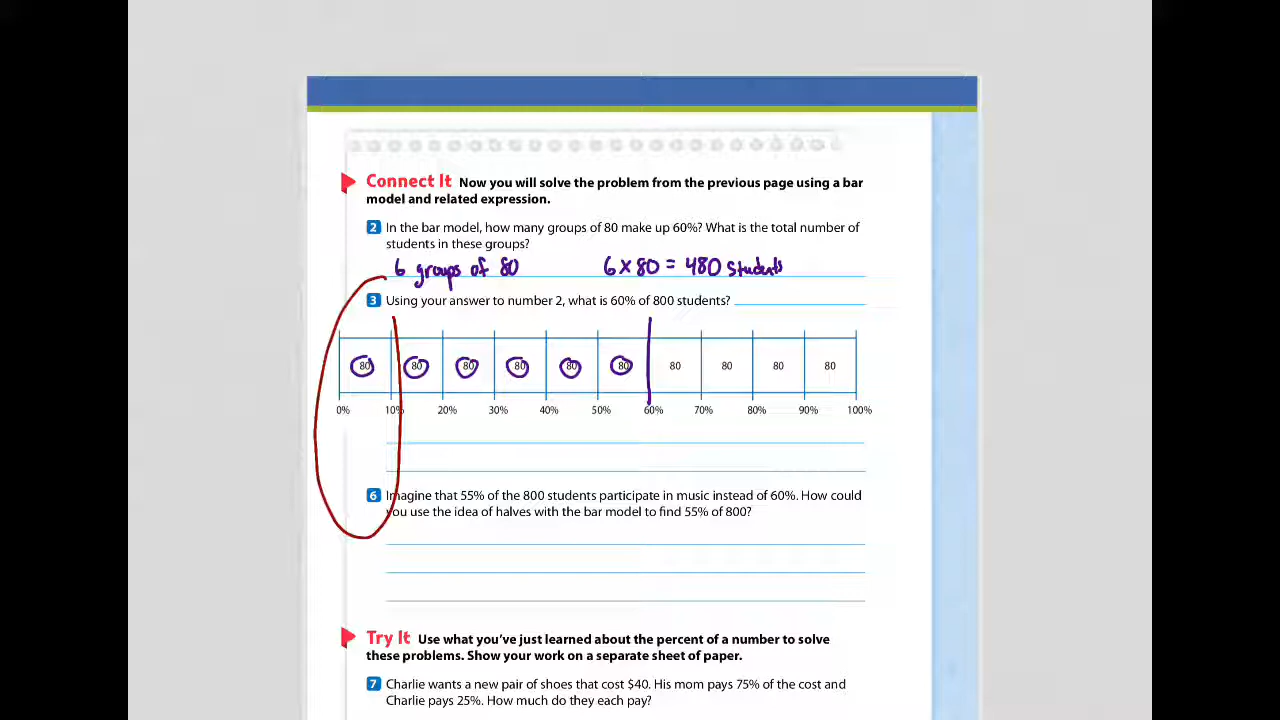 Connect It Now you will solve the problem from the previous page using a bar
model and related expression.
2 In the bar model, how many groups of 80 make up 60%? What is the total number of
students in these groups?
6 groups of 80 6 × 80 = 480 students
3 Using your answer to number 2, what is 60% of 800 students?
80 80 80 80 80 80 80 80 80 80
0% 10% 20% 30% 40% 50% 60% 70% 80% 90% 100%
6 Imagine that 55% of the 800 students participate in music instead of 60%. How could
you use the idea of halves with the bar model to find 55% of 800?
Try It Use what you've just learned about the percent of a number to solve
these problems. Show your work on a separate sheet of paper.
7 Charlie wants a new pair of shoes that cost $40. His mom pays 75% of the cost and
Charlie pays 25%. How much do they each pay?